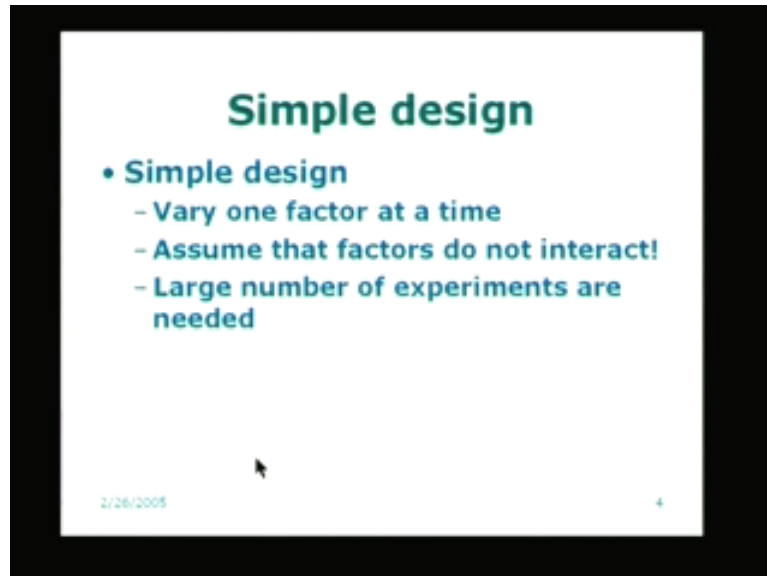 Simple design
• Simple design
– Vary one factor at a time
– Assume that factors do not interact!
– Large number of experiments are
needed
2/26/2005
4